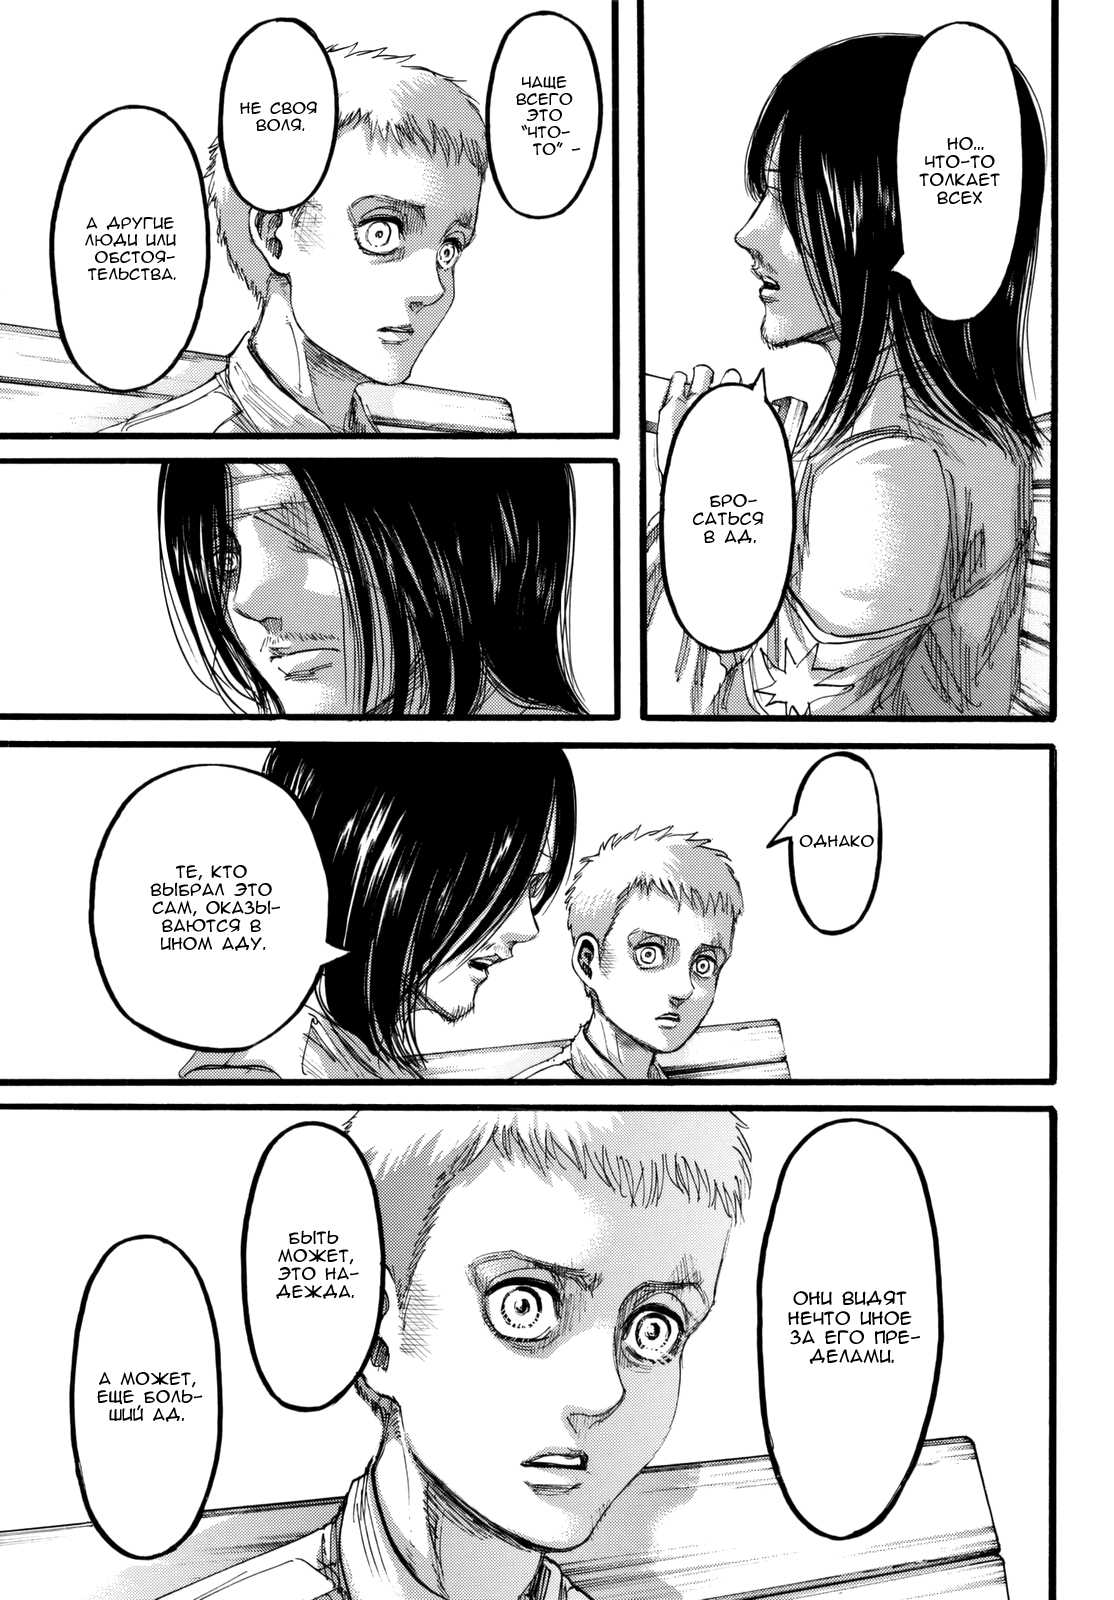 НО...
ЧТО-ТО
ТОЛКАЕТ
ВСЕХ
БРО-
САТЬСЯ
В АД.
ЧАЩЕ
ВСЕГО
ЭТО
"ЧТО-
ТО" -
НЕ СВОЯ
ВОЛЯ,
А ДРУГИЕ
ЛЮДИ ИЛИ
ОБСТОЯ-
ТЕЛЬСТВА.
ОДНАКО
ТЕ, КТО
ВЫБРАЛ ЭТО
САМ, ОКАЗЫ-
ВАЮТСЯ В
ИНОМ АДУ.
ОНИ ВИДЯТ
НЕЧТО ИНОЕ
ЗА ЕГО ПРЕ-
ДЕЛАМИ.
БЫТЬ
МОЖЕТ,
ЭТО НА-
ДЕЖДА.
А МОЖЕТ,
ЕЩЕ БОЛЬ-
ШИЙ АД.